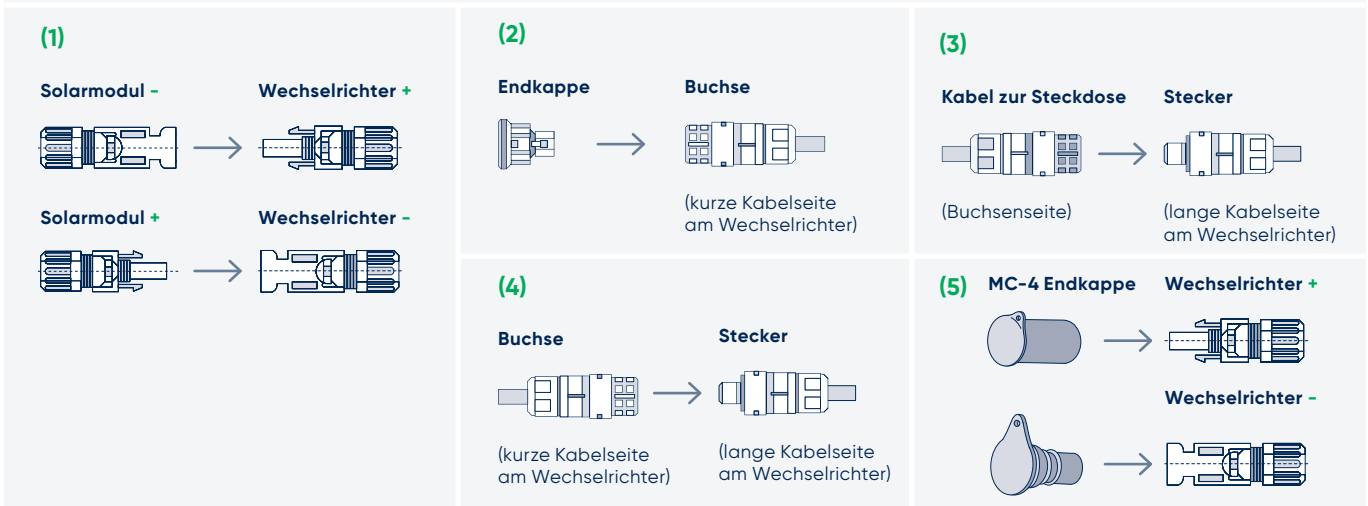 (1)
Solarmodul -
Wechselrichter +
Solarmodul +
Wechselrichter -
(2)
Endkappe
Buchse
(kurze Kabelseite
am Wechselrichter)
(3)
Kabel zur Steckdose
Stecker
(Buchsenseite)
(lange Kabelseite
am Wechselrichter)
(4)
Buchse
Stecker
(kurze Kabelseite
am Wechselrichter)
(lange Kabelseite
am Wechselrichter)
(5)
MC-4 Endkappe
Wechselrichter +
Wechselrichter -